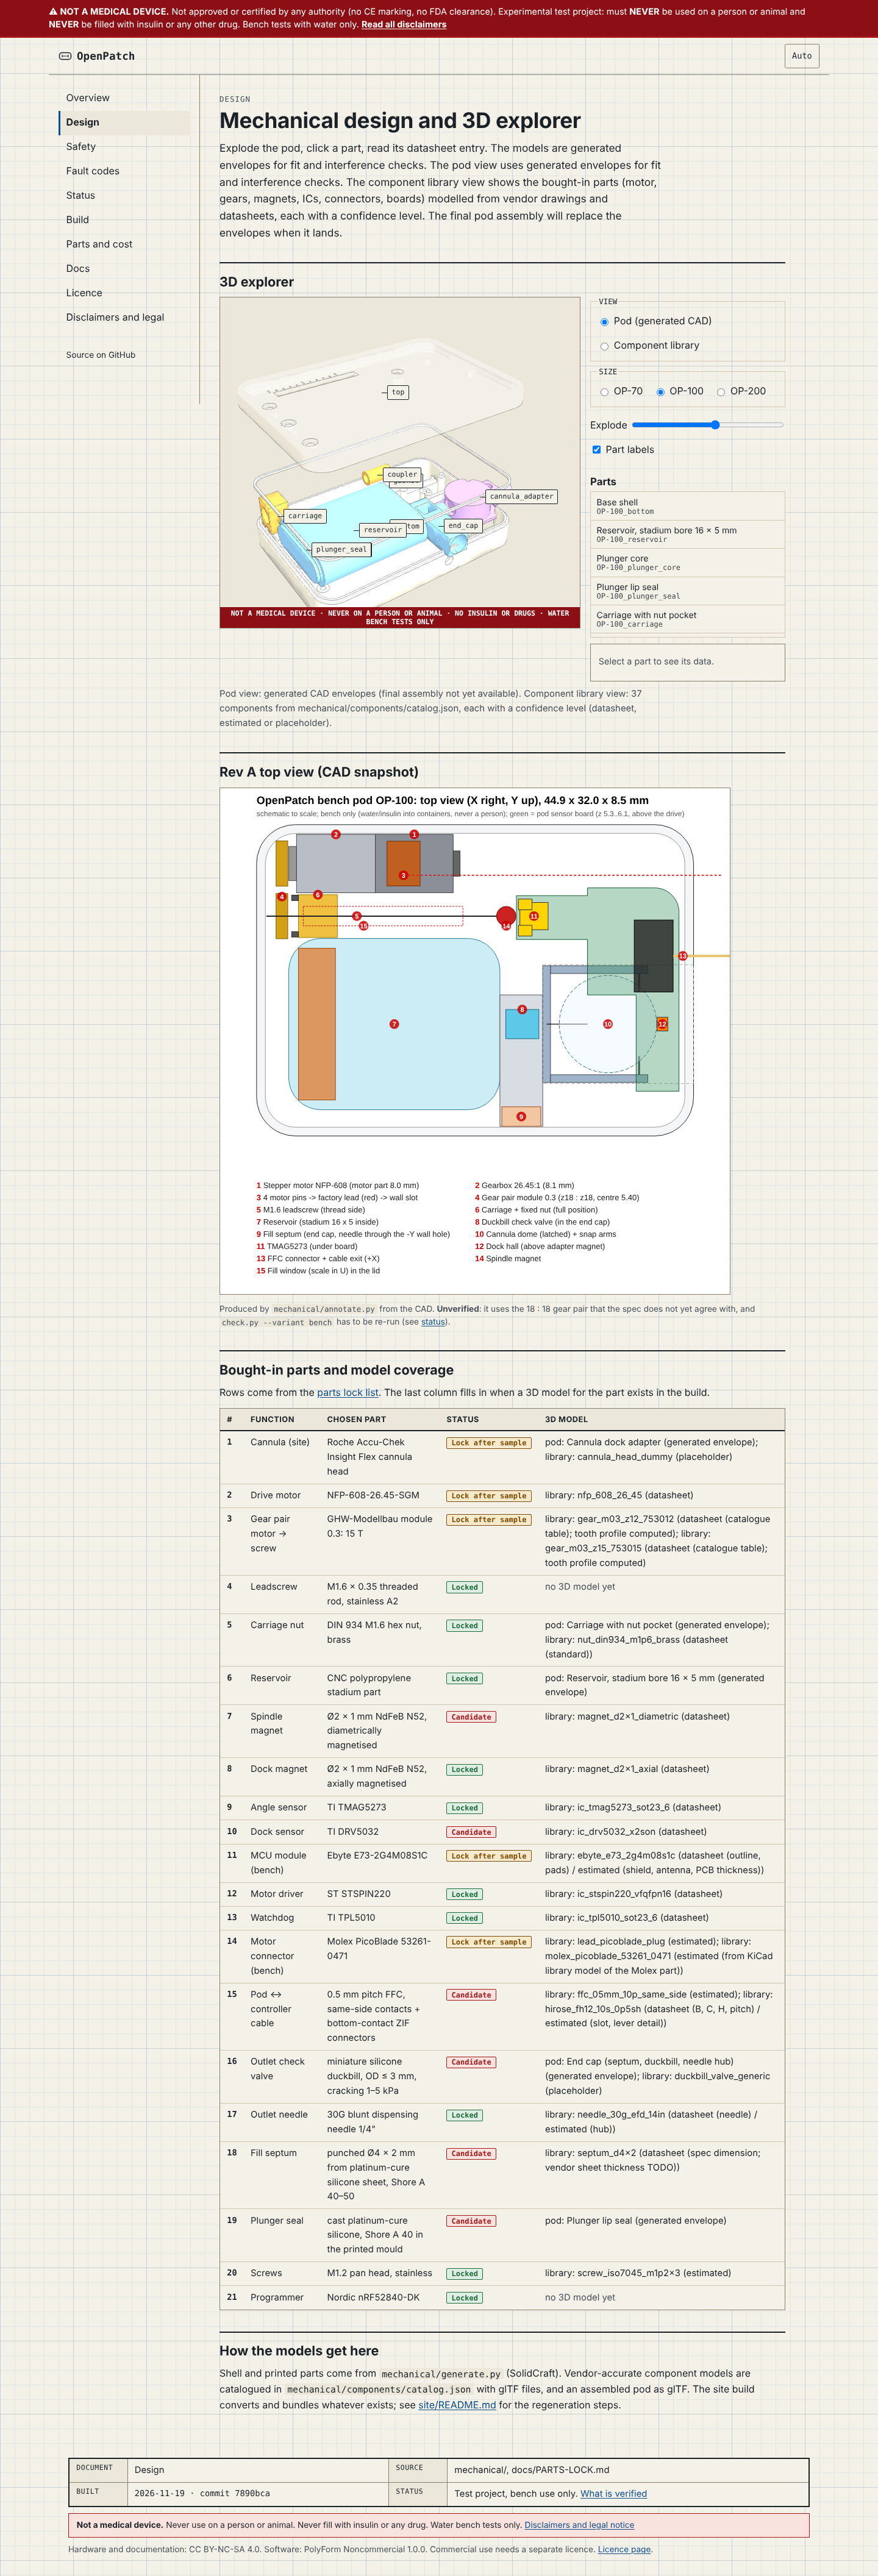 ⚠ NOT A MEDICAL DEVICE. Not approved or certified by any authority (no CE marking, no FDA clearance). Experimental test project: must NEVER be used on a person or animal and
NEVER be filled with insulin or any other drug. Bench tests with water only. Read all disclaimers
OpenPatch
Auto
Overview
Design
Safety
Fault codes
Status
Build
Parts and cost
Docs
Licence
Disclaimers and legal
Source on GitHub
DESIGN
Mechanical design and 3D explorer
Explode the pod, click a part, read its datasheet entry. The models are generated
envelopes for fit and interference checks. The pod view uses generated envelopes for fit
and interference checks. The component library view shows the bought-in parts (motor,
gears, magnets, ICs, connectors, boards) modelled from vendor drawings and
datasheets, each with a confidence level. The final pod assembly will replace the
envelopes when it lands.
3D explorer
top
coupler
cannula_adapter
carriage
tom
reservoir
end_cap
plunger_seal
NOT A MEDICAL DEVICE · NEVER ON A PERSON OR ANIMAL · NO INSULIN OR DRUGS · WATER
BENCH TESTS ONLY
VIEW
Pod (generated CAD)
Component library
SIZE
OP-70 OP-100 OP-200
Explode
Part labels
Parts
Base shell
OP-100_bottom
Reservoir, stadium bore 16 × 5 mm
OP-100_reservoir
Plunger core
OP-100_plunger_core
Plunger lip seal
OP-100_plunger_seal
Carriage with nut pocket
OP-100_carriage
Select a part to see its data.
Pod view: generated CAD envelopes (final assembly not yet available). Component library view: 37
components from mechanical/components/catalog.json, each with a confidence level (datasheet,
estimated or placeholder).
Rev A top view (CAD snapshot)
OpenPatch bench pod OP-100: top view (X right, Y up), 44.9 x 32.0 x 8.5 mm
schematic to scale; bench only (water/insulin into containers, never a person); green = pod sensor board (z 5.3..6.1, above the drive)
2
1
3
4
6
5
15
14
11
13
7
8
10
12
9
1 Stepper motor NFP-608 (motor part 8.0 mm)
2 Gearbox 26.45:1 (8.1 mm)
3 4 motor pins -> factory lead (red) -> wall slot
4 Gear pair module 0.3 (z18 : z18, centre 5.40)
5 M1.6 leadscrew (thread side)
6 Carriage + fixed nut (full position)
7 Reservoir (stadium 16 x 5 inside)
8 Duckbill check valve (in the end cap)
9 Fill septum (end cap, needle through the -Y wall hole)
10 Cannula dome (latched) + snap arms
11 TMAG5273 (under board)
12 Dock hall (above adapter magnet)
13 FFC connector + cable exit (+X)
14 Spindle magnet
15 Fill window (scale in U) in the lid
Produced by mechanical/annotate.py from the CAD. Unverified: it uses the 18 : 18 gear pair that the spec does not yet agree with, and
check.py --variant bench has to be re-run (see status).
Bought-in parts and model coverage
Rows come from the parts lock list. The last column fills in when a 3D model for the part exists in the build.
# FUNCTION CHOSEN PART STATUS 3D MODEL
1 Cannula (site) Roche Accu-Chek Insight Flex cannula head Lock after sample pod: Cannula dock adapter (generated envelope); library: cannula_head_dummy (placeholder)
2 Drive motor NFP-608-26.45-SGM Lock after sample library: nfp_608_26_45 (datasheet)
3 Gear pair motor → screw GHW-Modellbau module 0.3: 15 T Lock after sample library: gear_m03_z12_753012 (datasheet (catalogue table); tooth profile computed); library: gear_m03_z15_753015 (datasheet (catalogue table); tooth profile computed)
4 Leadscrew M1.6 × 0.35 threaded rod, stainless A2 Locked no 3D model yet
5 Carriage nut DIN 934 M1.6 hex nut, brass Locked pod: Carriage with nut pocket (generated envelope); library: nut_din934_m1p6_brass (datasheet (standard))
6 Reservoir CNC polypropylene stadium part Locked pod: Reservoir, stadium bore 16 × 5 mm (generated envelope)
7 Spindle magnet Ø2 × 1 mm NdFeB N52, diametrically magnetised Candidate library: magnet_d2×1_diametric (datasheet)
8 Dock magnet Ø2 × 1 mm NdFeB N52, axially magnetised Locked library: magnet_d2×1_axial (datasheet)
9 Angle sensor TI TMAG5273 Locked library: ic_tmag5273_sot23_6 (datasheet)
10 Dock sensor TI DRV5032 Candidate library: ic_drv5032_x2son (datasheet)
11 MCU module (bench) Ebyte E73-2G4M08S1C Lock after sample library: ebyte_e73_2g4m08s1c (datasheet (outline, pads) / estimated (shield, antenna, PCB thickness))
12 Motor driver ST STSPIN220 Locked library: ic_stspin220_vfqfpn16 (datasheet)
13 Watchdog TI TPL5010 Locked library: ic_tpl5010_sot23_6 (datasheet)
14 Motor connector (bench) Molex PicoBlade 53261-0471 Lock after sample library: lead_picoblade_plug (estimated); library: molex_picoblade_53261_0471 (estimated (from KiCad library model of the Molex part))
15 Pod ↔ controller cable 0.5 mm pitch FFC, same-side contacts + bottom-contact ZIF connectors Candidate library: ffc_05mm_10p_same_side (estimated); library: hirose_fh12_10s_0p5sh (datasheet (B, C, H, pitch) / estimated (slot, lever detail))
16 Outlet check valve miniature silicone duckbill, OD ≤ 3 mm, cracking 1–5 kPa Candidate pod: End cap (septum, duckbill, needle hub) (generated envelope); library: duckbill_valve_generic (placeholder)
17 Outlet needle 30G blunt dispensing needle 1/4" Locked library: needle_30g_efd_14in (datasheet (needle) / estimated (hub))
18 Fill septum punched Ø4 × 2 mm from platinum-cure silicone sheet, Shore A 40–50 Candidate library: septum_d4×2 (datasheet (spec dimension; vendor sheet thickness TODO))
19 Plunger seal cast platinum-cure silicone, Shore A 40 in the printed mould Candidate pod: Plunger lip seal (generated envelope)
20 Screws M1.2 pan head, stainless Locked library: screw_iso7045_m1p2×3 (estimated)
21 Programmer Nordic nRF52840-DK Locked no 3D model yet
How the models get here
Shell and printed parts come from mechanical/generate.py (SolidCraft). Vendor-accurate component models are
catalogued in mechanical/components/catalog.json with glTF files, and an assembled pod as glTF. The site build
converts and bundles whatever exists; see site/README.md for the regeneration steps.
DOCUMENT Design SOURCE mechanical/, docs/PARTS-LOCK.md
BUILT 2026-11-19 · commit 7890bca STATUS Test project, bench use only. What is verified
Not a medical device. Never use on a person or animal. Never fill with insulin or any drug. Water bench tests only. Disclaimers and legal notice
Hardware and documentation: CC BY-NC-SA 4.0. Software: PolyForm Noncommercial 1.0.0. Commercial use needs a separate licence. Licence page.